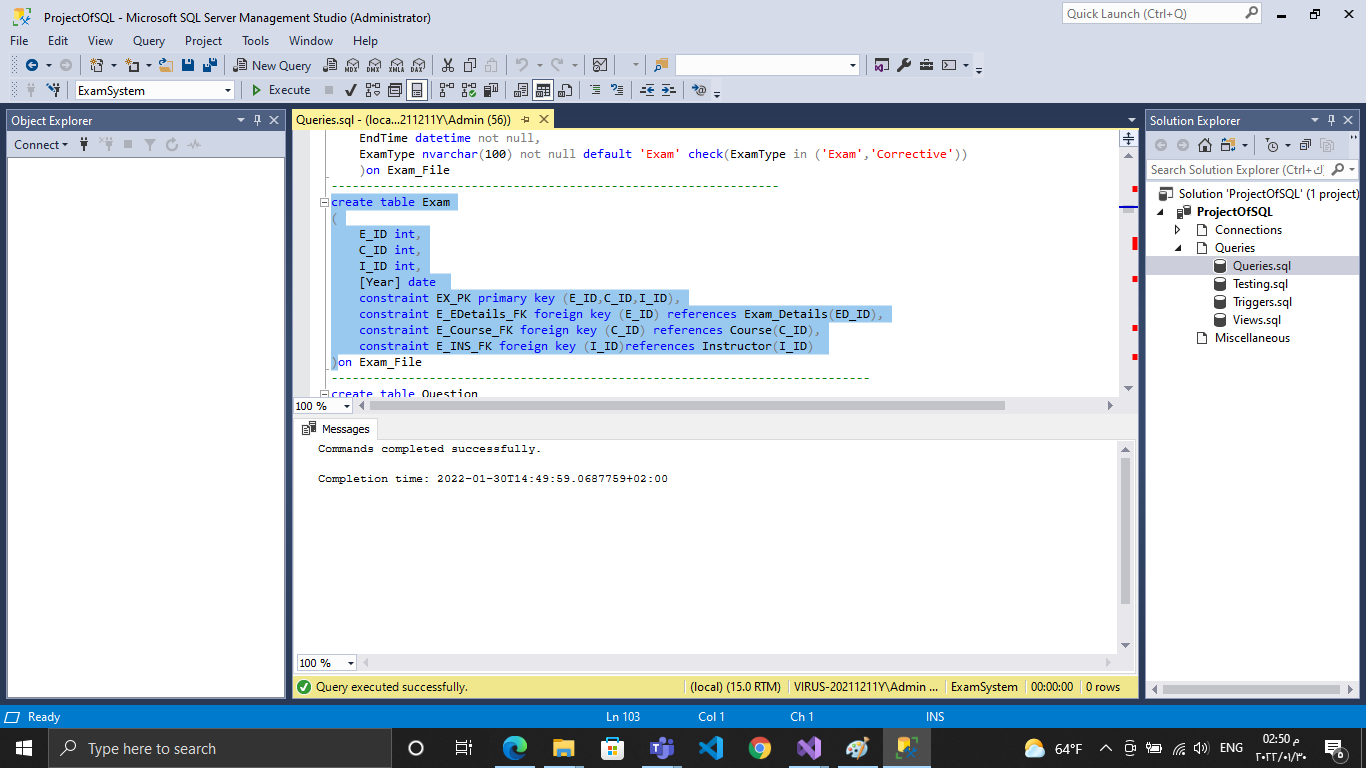 ProjectOfSQL - Microsoft SQL Server Management Studio (Administrator)
Quick Launch (Ctrl+Q)
File Edit View Query Project Tools Window Help
New Query MDX DMX XMLA DAX
ExamSystem Execute
Object Explorer
Connect
Queries.sql - (loca...211211Y\Admin (56))
EndTime datetime not null,
ExamType nvarchar(100) not null default 'Exam' check(ExamType in ('Exam','Corrective'))
)on Exam_File
----------------------------------------------------------------
create table Exam
(
E_ID int,
C_ID int,
I_ID int,
[Year] date
constraint EX_PK primary key (E_ID,C_ID,I_ID),
constraint E_EDetails_FK foreign key (E_ID) references Exam_Details(ED_ID),
constraint E_Course_FK foreign key (C_ID) references Course(C_ID),
constraint E_INS_FK foreign key (I_ID)references Instructor(I_ID)
)on Exam_File
-----------------------------------------------------------------------------
create table Question
100 %
Messages
Commands completed successfully.
Completion time: 2022-01-30T14:49:59.0687759+02:00
100 %
Query executed successfully. (local) (15.0 RTM) VIRUS-20211211Y\Admin ... ExamSystem 00:00:00 0 rows
Solution Explorer
Search Solution Explorer (Ctrl+ك
Solution 'ProjectOfSQL' (1 project)
ProjectOfSQL
Connections
Queries
Queries.sql
Testing.sql
Triggers.sql
Views.sql
Miscellaneous
Ready Ln 103 Col 1 Ch 1 INS
Type here to search
64°F ENG
02:50 م
٢٠٢٢/٠١/٣٠